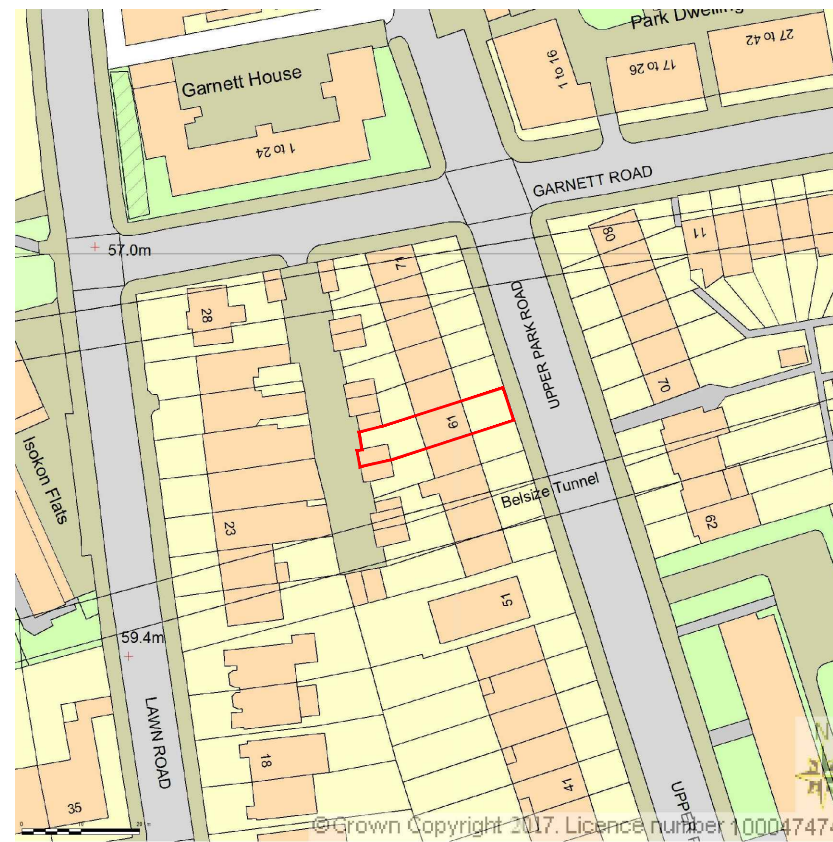 Park Dwelling
Garnett House
1 to 16
17 to 26
27 to 42
1 to 24
GARNETT ROAD
57.0m
71
80
11
28
UPPER PARK ROAD
70
61
Isokon Flats
Belsize Tunnel
23
62
51
59.4m
LAWN ROAD
18
41
35
UPPER
©Crown Copyright 2017. Licence number 100047474
N